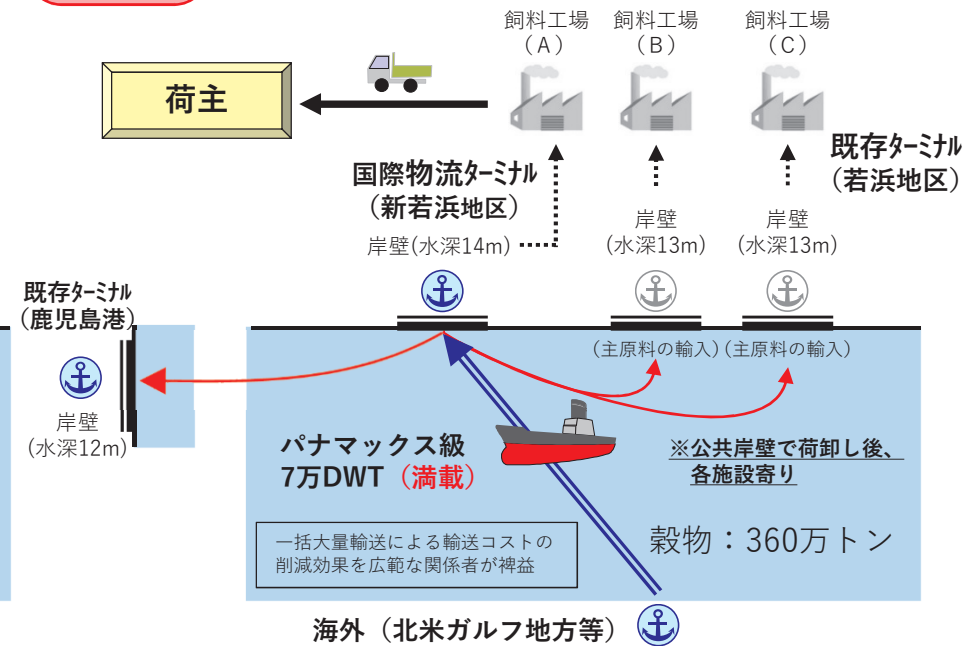 飼料工場
（A）
飼料工場
（B）
飼料工場
（C）
荷主
既存ターミナル
（若浜地区）
国際物流ターミナル
（新若浜地区）
岸壁(水深14m)
岸壁
(水深13m)
岸壁
(水深13m)
既存ターミナル
（鹿児島港）
岸壁
(水深12m)
(主原料の輸入)
(主原料の輸入)
パナマックス級
7万DWT（満載）
※公共岸壁で荷卸し後、
各施設寄り
一括大量輸送による輸送コストの
削減効果を広範な関係者が裨益
穀物：360万トン
海外（北米ガルフ地方等）